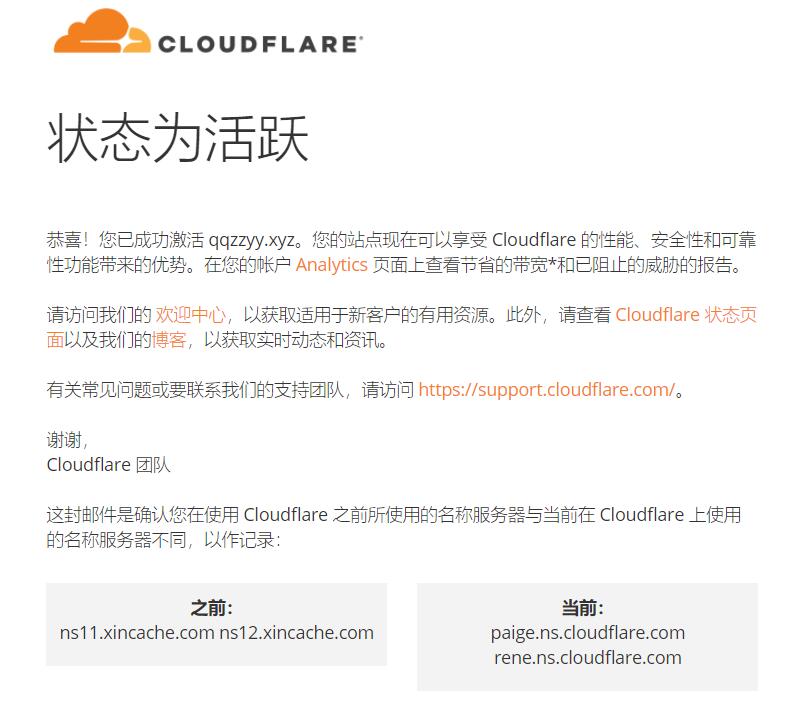 CLOUDFLARE
状态为活跃
恭喜！您已成功激活 qqzzyy.xyz。您的站点现在可以享受 Cloudflare 的性能、安全性和可靠
性功能带来的优势。在您的帐户 Analytics 页面上查看节省的带宽*和已阻止的威胁的报告。
请访问我们的 欢迎中心，以获取适用于新客户的有用资源。此外，请查看 Cloudflare 状态页
面以及我们的博客，以获取实时动态和资讯。
有关常见问题或要联系我们的支持团队，请访问 https://support.cloudflare.com/。
谢谢，
Cloudflare 团队
这封邮件是确认您在使用 Cloudflare 之前所使用的名称服务器与当前在 Cloudflare 上使用
的名称服务器不同，以作记录：
之前：
ns11.xincache.com ns12.xincache.com
当前：
paige.ns.cloudflare.com
rene.ns.cloudflare.com